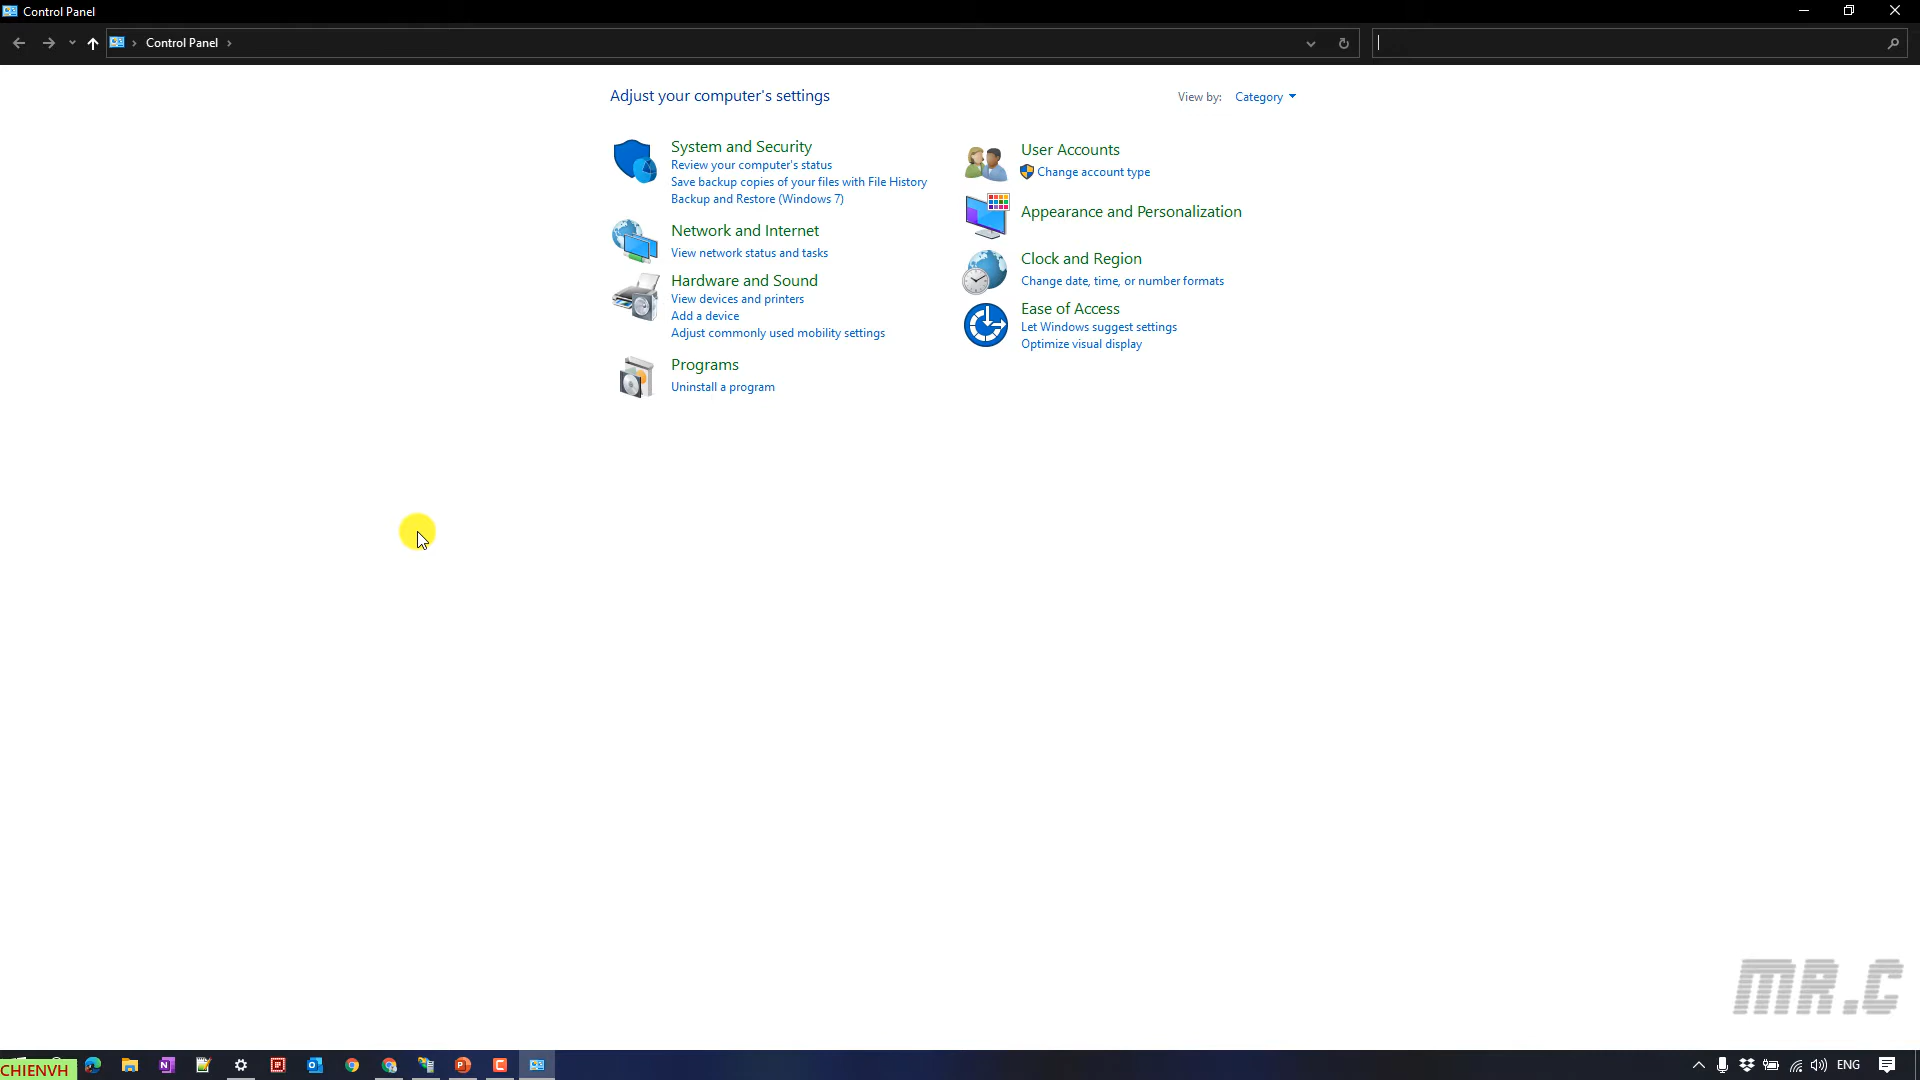 Control Panel
Control Panel
Adjust your computer's settings
View by: Category
System and Security
Review your computer's status
Save backup copies of your files with File History
Backup and Restore (Windows 7)
Network and Internet
View network status and tasks
Hardware and Sound
View devices and printers
Add a device
Adjust commonly used mobility settings
Programs
Uninstall a program
User Accounts
Change account type
Appearance and Personalization
Clock and Region
Change date, time, or number formats
Ease of Access
Let Windows suggest settings
Optimize visual display
MR.C
CHIENVH
ENG